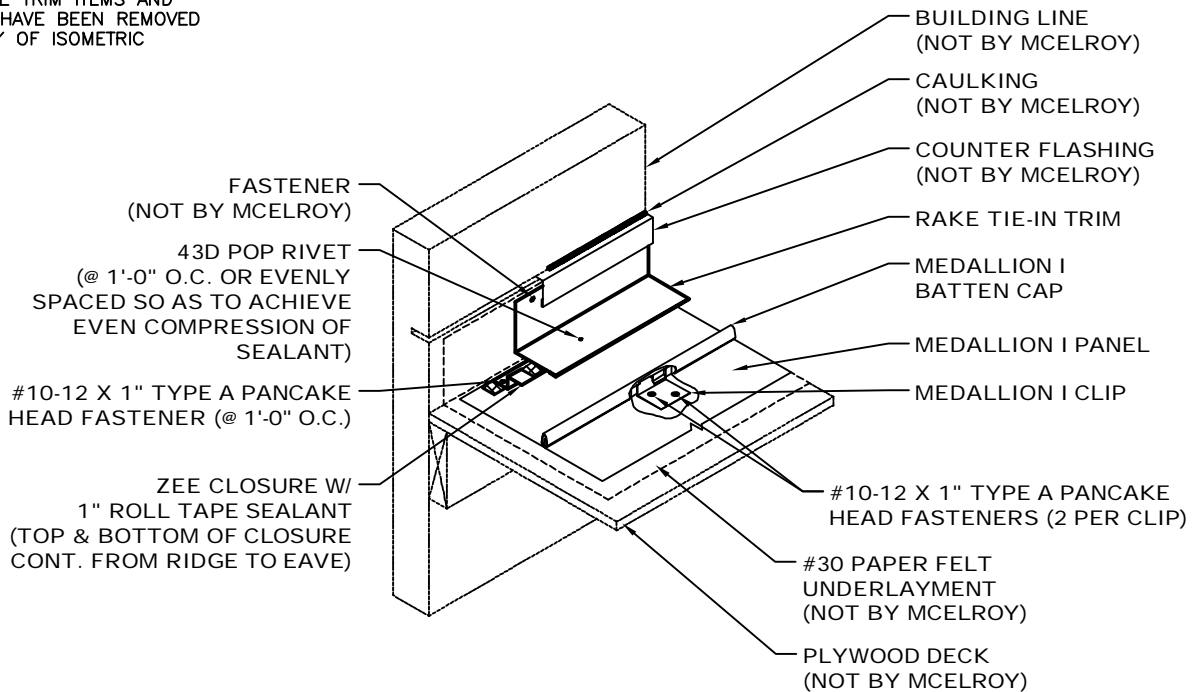 TRIM ITEMS AND
HAVE BEEN REMOVED
OF ISOMETRIC
BUILDING LINE
(NOT BY MCELROY)
CAULKING
(NOT BY MCELROY)
COUNTER FLASHING
(NOT BY MCELROY)
RAKE TIE-IN TRIM
MEDALLION I
BATTEN CAP
MEDALLION I PANEL
MEDALLION I CLIP
#10-12 X 1" TYPE A PANCAKE
HEAD FASTENERS (2 PER CLIP)
#30 PAPER FELT
UNDERLAYMENT
(NOT BY MCELROY)
PLYWOOD DECK
(NOT BY MCELROY)
FASTENER
(NOT BY MCELROY)
43D POP RIVET
(@ 1'-0" O.C. OR EVENLY
SPACED SO AS TO ACHIEVE
EVEN COMPRESSION OF
SEALANT)
#10-12 X 1" TYPE A PANCAKE
HEAD FASTENER (@ 1'-0" O.C.)
ZEE CLOSURE W/
1" ROLL TAPE SEALANT
(TOP & BOTTOM OF CLOSURE
CONT. FROM RIDGE TO EAVE)